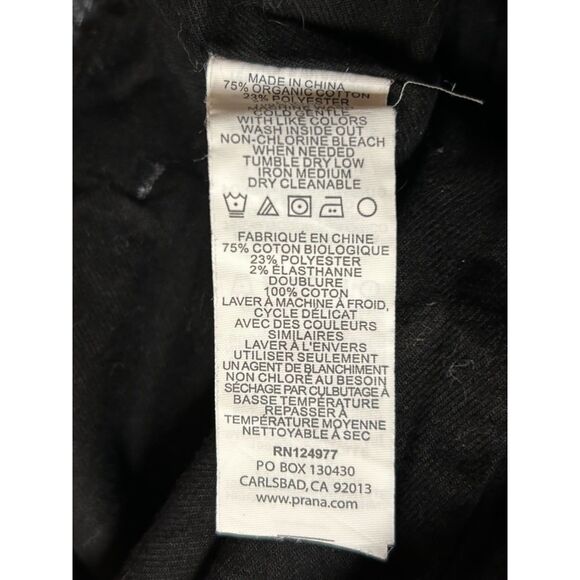 MADE IN CHINA
75% ORGANIC COTTON
23% POLYESTER
COLD GENTLE
WITH LIKE COLORS
WASH INSIDE OUT
NON-CHLORINE BLEACH
WHEN NEEDED
TUMBLE DRY LOW
IRON MEDIUM
DRY CLEANABLE
FABRIQUÉ EN CHINE
75% COTON BIOLOGIQUE
23% POLYESTER
2% ÉLASTHANNE
DOUBLURE
100% COTON
LAVER À MACHINE À FROID,
CYCLE DÉLICAT
AVEC DES COULEURS
SIMILAIRES
LAVER À L'ENVERS
UTILISER SEULEMENT
UN AGENT DE BLANCHIMENT
NON CHLORÉ AU BESOIN
SÉCHAGE PAR CULBUTAGE À
BASSE TEMPÉRATURE
REPASSER À
TEMPÉRATURE MOYENNE
NETTOYABLE À SEC
RN124977
PO BOX 130430
CARLSBAD, CA 92013
www.prana.com